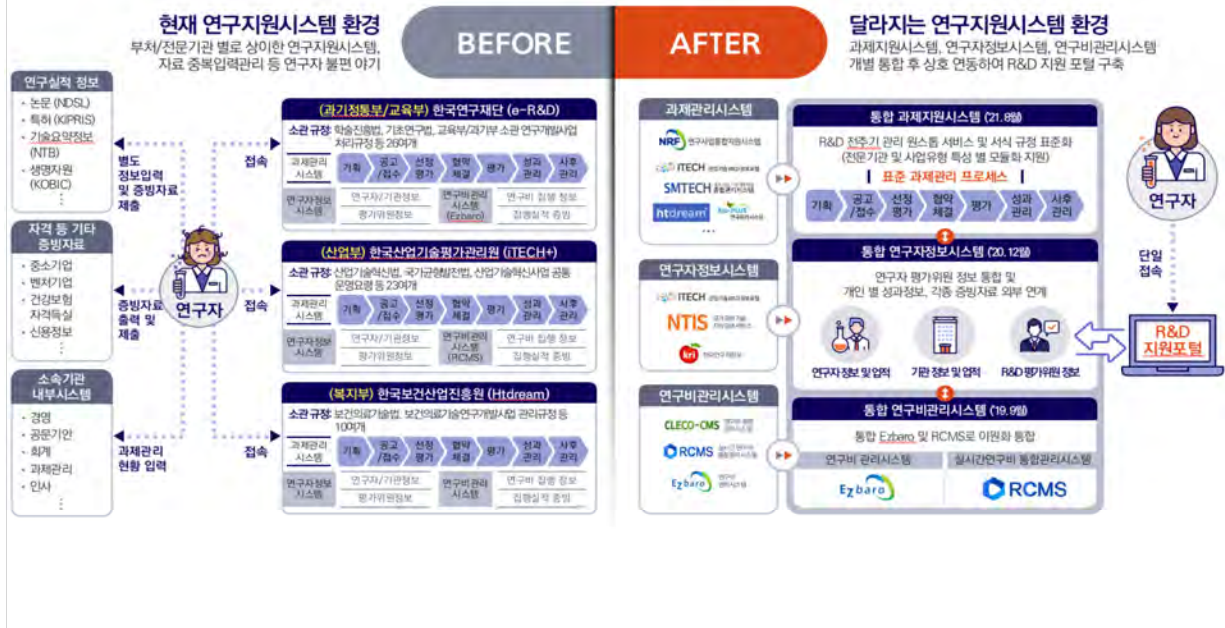 현재 연구지원시스템 환경
부처/전문기관 별로 상이한 연구지원시스템,
자료 중복입력관리 등 연구자 불편 야기
BEFORE
연구실적 정보
· 논문 (NDSL)
· 특허 (KIPRIS)
· 기술요약정보
(NTB)
· 생명자원
(KOBIC)
⋮
자격 등 기타
증빙자료
· 중소기업
· 벤처기업
· 건강보험
자격득실
· 신용정보
⋮
소속기관
내부시스템
· 경영
· 공문기안
· 회계
· 과제관리
· 인사
⋮
별도
정보입력
및 증빙자료
제출
증빙자료
출력 및
제출
과제관리
현황 입력
연구자
접속
접속
접속
(과기정통부/교육부) 한국연구재단 (e-R&D)
소관 규정: 학술진흥법, 기초연구법, 교육부/과기부 소관 연구개발사업
처리규정 등 26여개
과제관리
시스템
기획
공고
/접수
선정
평가
협약
체결
평가
성과
관리
사후
관리
연구자정보
시스템
연구자/기관정보
평가위원정보
연구비관리
시스템
(Ezbaro)
연구비 집행 정보
집행실적 증빙
(산업부) 한국산업기술평가관리원 (iTECH+)
소관 규정: 산업기술혁신법, 국가균형발전법, 산업기술혁신사업 공통
운영요령 등 23여개
과제관리
시스템
기획
공고
/접수
선정
평가
협약
체결
평가
성과
관리
사후
관리
연구자정보
시스템
연구자/기관정보
평가위원정보
연구비관리
시스템
(RCMS)
연구비 집행 정보
집행실적 증빙
(복지부) 한국보건산업진흥원 (Htdream)
소관 규정: 보건의료기술법, 보건의료기술연구개발사업 관리규정 등
10여개
과제관리
시스템
기획
공고
/접수
선정
평가
협약
체결
평가
성과
관리
사후
관리
연구자정보
시스템
연구자/기관정보
평가위원정보
연구비관리
시스템
연구비 집행 정보
집행실적 증빙
AFTER
달라지는 연구지원시스템 환경
과제지원시스템, 연구자정보시스템, 연구비관리시스템
개별 통합 후 상호 연동하여 R&D 지원 포털 구축
과제관리시스템
NRF 연구사업통합지원시스템
ITECH
SMTECH 종합관리시스템
htdream
...
연구자정보시스템
ITECH
NTIS
kri
연구비관리시스템
CLECO-CMS
RCMS
Ezbaro
통합 과제지원시스템 ('21.8월)
R&D 전주기 관리 원스톱 서비스 및 서식 규정 표준화
(전문기관 및 사업유형 특성 별 모듈화 지원)
표준 과제관리 프로세스
기획
공고
/접수
선정
평가
협약
체결
평가
성과
관리
사후
관리
통합 연구자정보시스템 ('20.12월)
연구자 평가위원 정보 통합 및
개인 별 성과정보, 각종 증빙자료 외부 연계
연구자 정보 및 업적
기관 정보 및 업적
R&D 평가위원 정보
통합 연구비관리시스템 ('19.9월)
통합 Ezbaro 및 RCMS로 이원화 통합
연구비 관리시스템
실시간연구비 통합관리시스템
Ezbaro
RCMS
연구자
단일
접속
R&D
지원포털